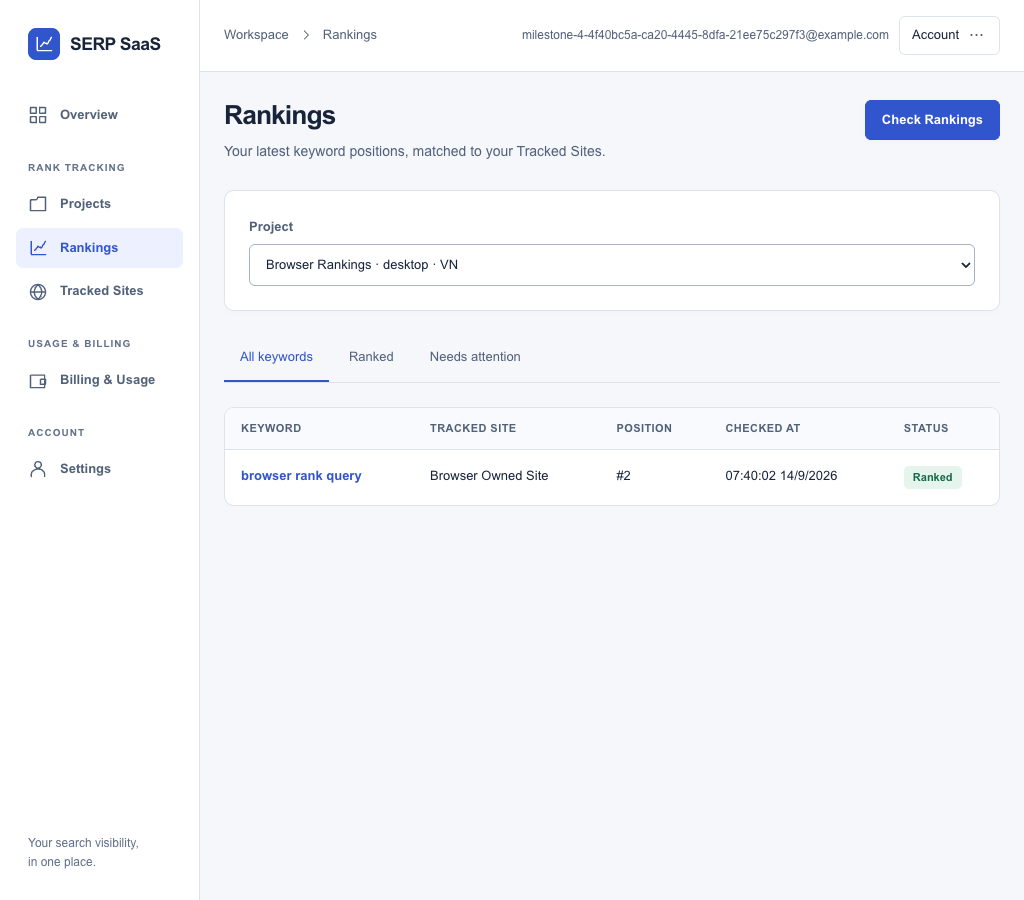 SERP SaaS
Overview
RANK TRACKING
Projects
Rankings
Tracked Sites
USAGE & BILLING
Billing & Usage
ACCOUNT
Settings
Your search visibility,
in one place.
Workspace > Rankings
milestone-4-4f40bc5a-ca20-4445-8dfa-21ee75c297f3@example.com
Account ···
Rankings
Check Rankings
Your latest keyword positions, matched to your Tracked Sites.
Project
Browser Rankings · desktop · VN
All keywords Ranked Needs attention
KEYWORD TRACKED SITE POSITION CHECKED AT STATUS
browser rank query Browser Owned Site #2 07:40:02 14/9/2026 Ranked